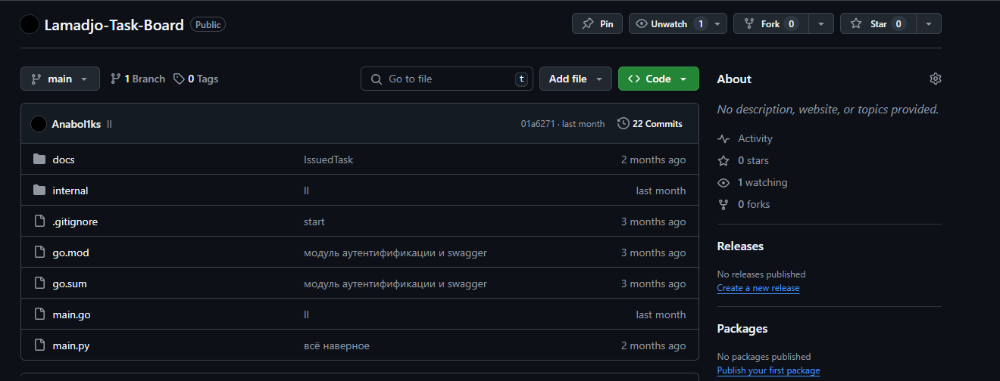 Lamadjo-Task-Board Public Pin Unwatch 1 Fork 0 Star 0
main 1 Branch 0 Tags Go to file t Add file Code
Anabol1ks ll 01a6271 · last month 22 Commits
docs IssuedTask 2 months ago
internal ll last month
.gitignore start 3 months ago
go.mod модуль аутентифификации и swagger 3 months ago
go.sum модуль аутентифификации и swagger 3 months ago
main.go ll last month
main.py всё наверное 2 months ago
About
No description, website, or topics provided.
Activity
0 stars
1 watching
0 forks
Releases
No releases published
Create a new release
Packages
No packages published
Publish your first package